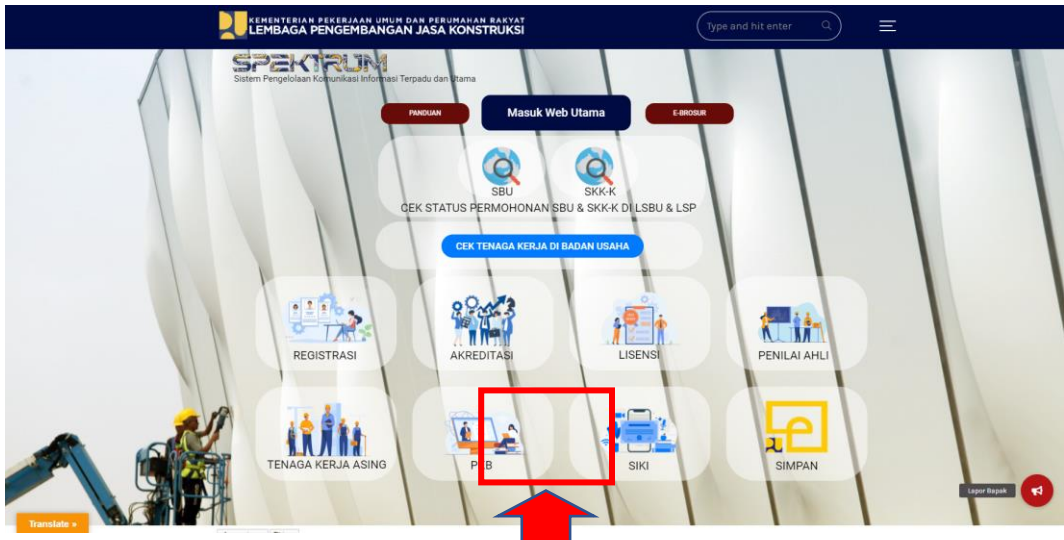 KEMENTERIAN PEKERJAAN UMUM DAN PERUMAHAN RAKYAT
LEMBAGA PENGEMBANGAN JASA KONSTRUKSI
Type and hit enter
SPEKTRUM
Sistem Pengelolaan Komunikasi Informasi Terpadu dan Utama
PANDUAN
Masuk Web Utama
E-BROSUR
SBU
SKK-K
CEK STATUS PERMOHONAN SBU & SKK-K DI LSBU & LSP
CEK TENAGA KERJA DI BADAN USAHA
REGISTRASI
AKREDITASI
LISENSI
PENILAI AHLI
TENAGA KERJA ASING
PKB
SIKI
SIMPAN
Lapor Bapak
Translate »